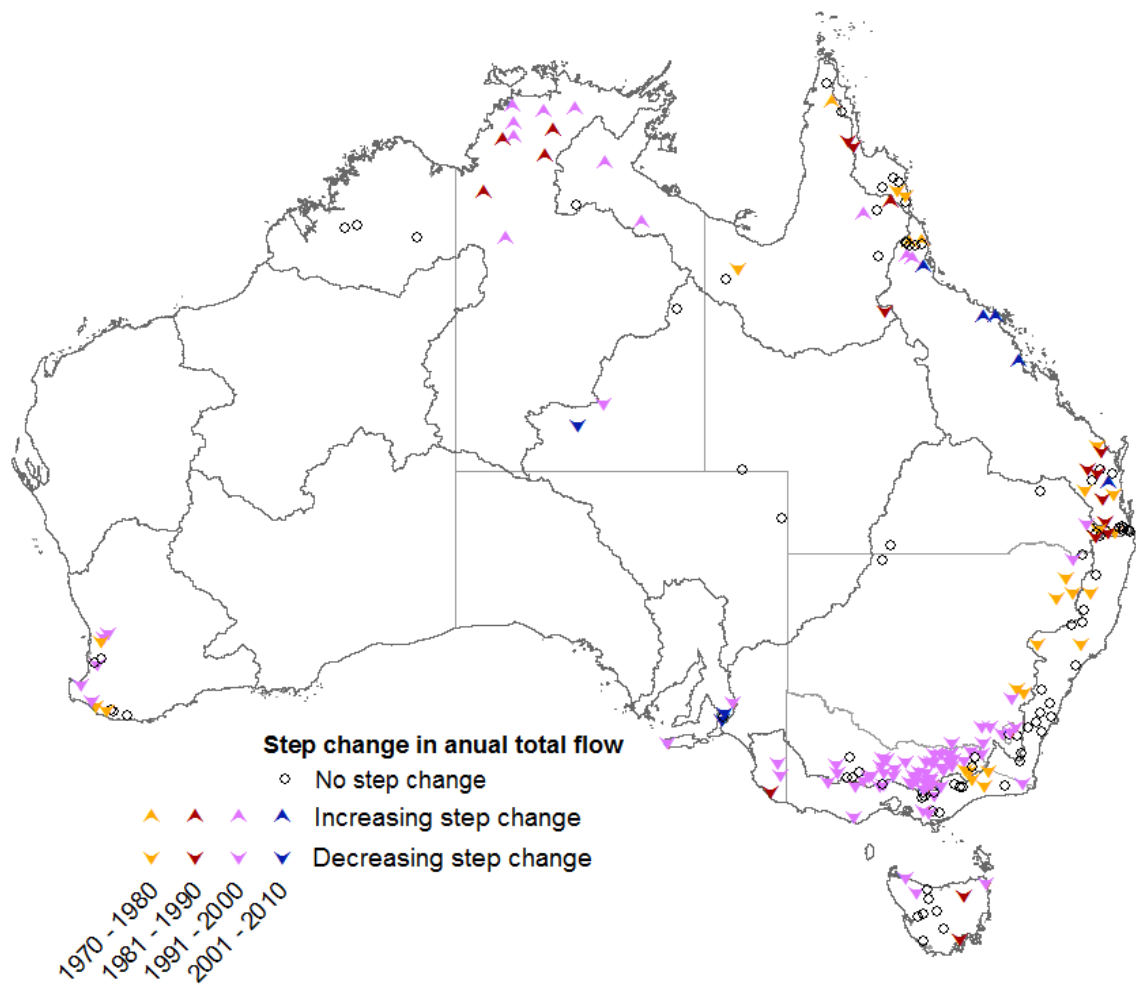 Step change in anual total flow
No step change
Increasing step change
Decreasing step change
1970 - 1980
1981 - 1990
1991 - 2000
2001 - 2010